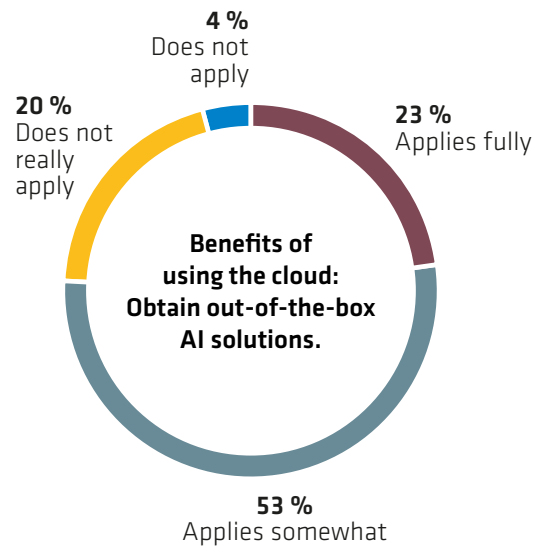 4 %
Does not
apply
20 %
Does not
really
apply
23 %
Applies fully
Benefits of
using the cloud:
Obtain out-of-the-box
AI solutions.
53 %
Applies somewhat